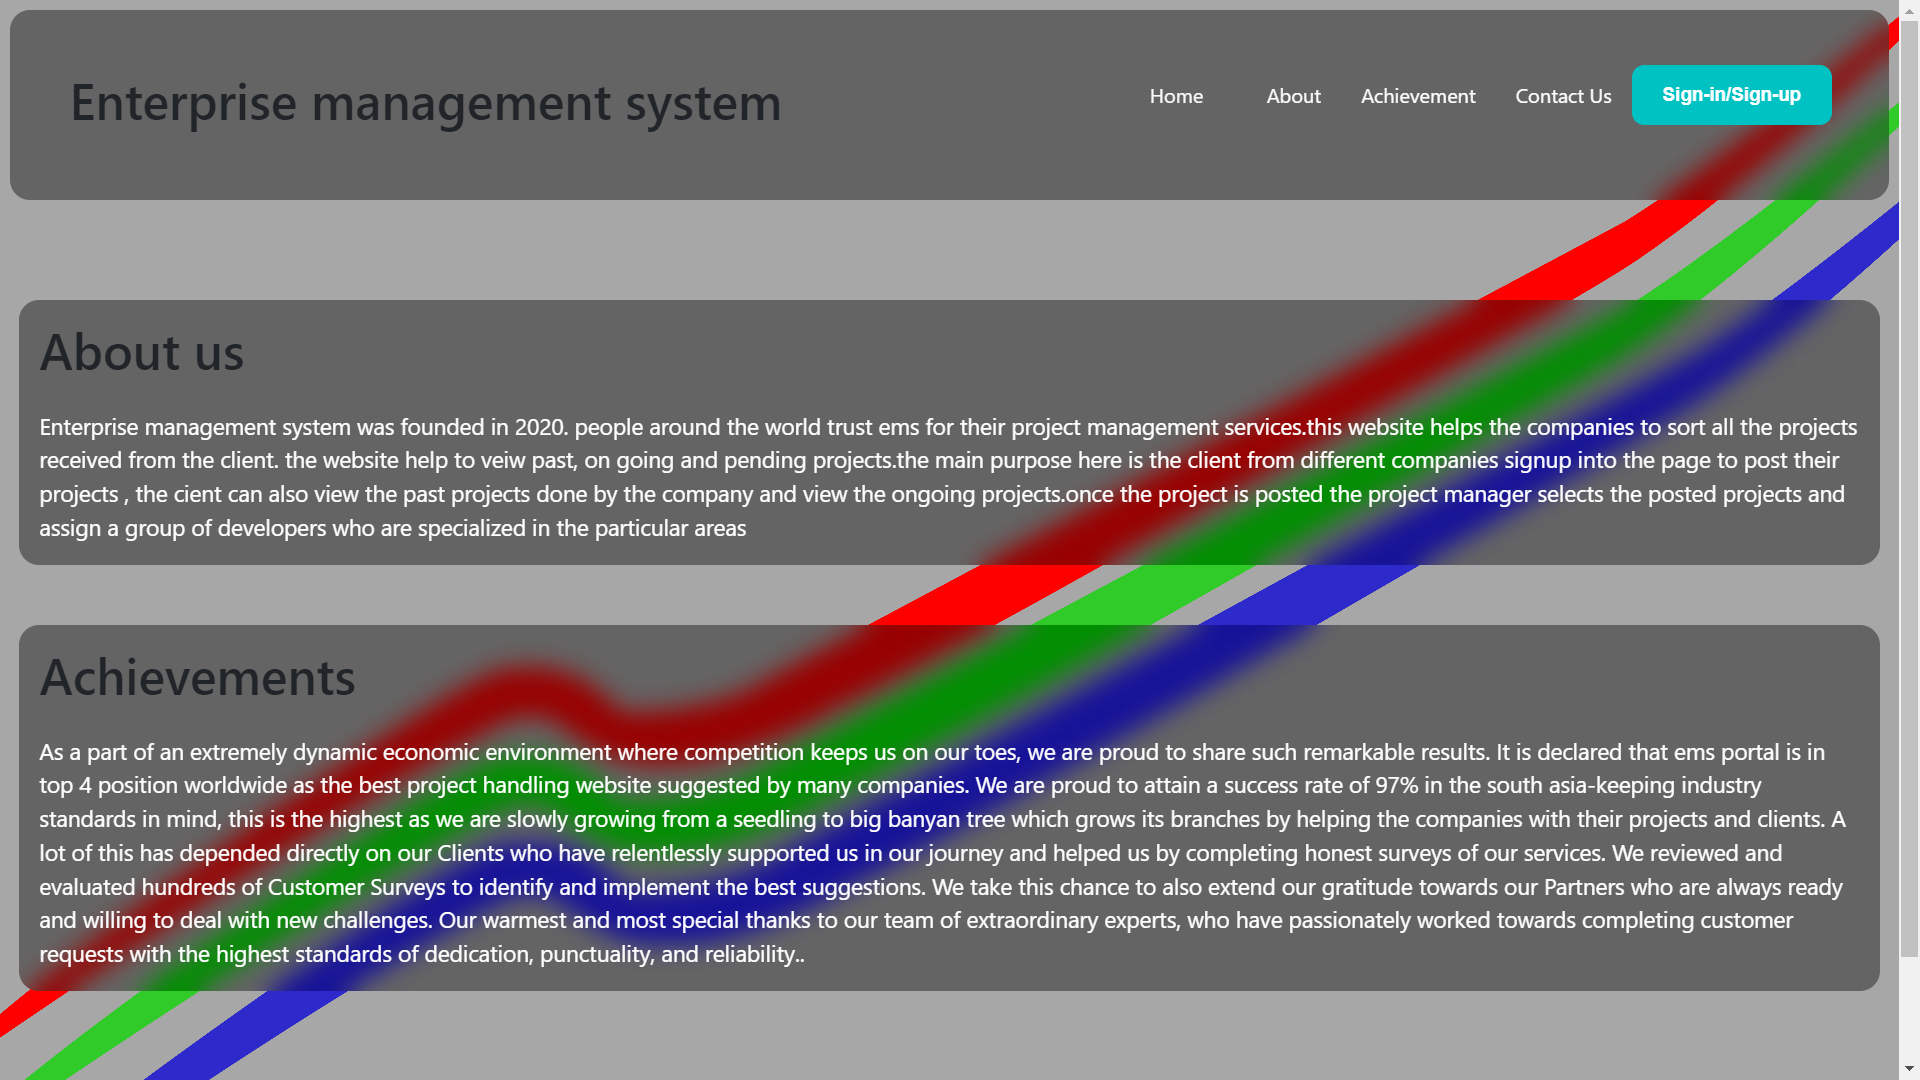 Enterprise management system
Home About Achievement Contact Us Sign-in/Sign-up
About us
Enterprise management system was founded in 2020. people around the world trust ems for their project management services.this website helps the companies to sort all the projects
received from the client. the website help to veiw past, on going and pending projects.the main purpose here is the client from different companies signup into the page to post their
projects , the cient can also view the past projects done by the company and view the ongoing projects.once the project is posted the project manager selects the posted projects and
assign a group of developers who are specialized in the particular areas
Achievements
As a part of an extremely dynamic economic environment where competition keeps us on our toes, we are proud to share such remarkable results. It is declared that ems portal is in
top 4 position worldwide as the best project handling website suggested by many companies. We are proud to attain a success rate of 97% in the south asia-keeping industry
standards in mind, this is the highest as we are slowly growing from a seedling to big banyan tree which grows its branches by helping the companies with their projects and clients. A
lot of this has depended directly on our Clients who have relentlessly supported us in our journey and helped us by completing honest surveys of our services. We reviewed and
evaluated hundreds of Customer Surveys to identify and implement the best suggestions. We take this chance to also extend our gratitude towards our Partners who are always ready
and willing to deal with new challenges. Our warmest and most special thanks to our team of extraordinary experts, who have passionately worked towards completing customer
requests with the highest standards of dedication, punctuality, and reliability..